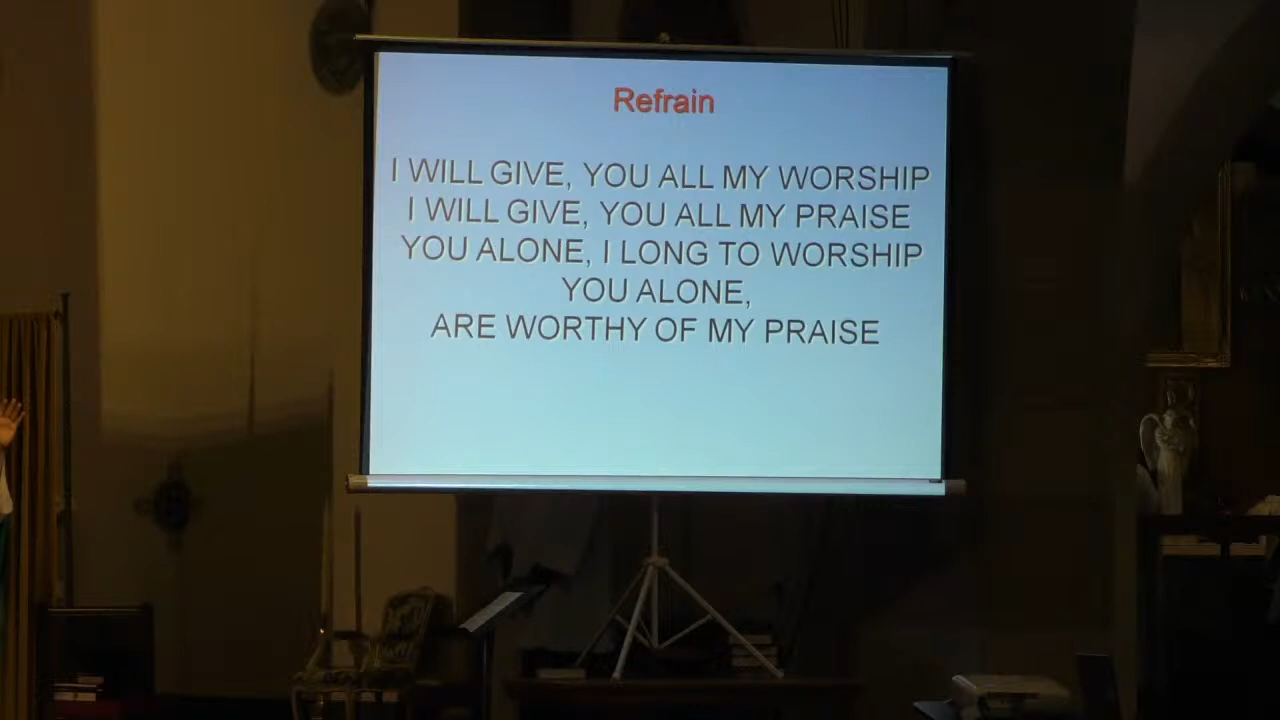 Refrain
I WILL GIVE, YOU ALL MY WORSHIP
I WILL GIVE, YOU ALL MY PRAISE
YOU ALONE, I LONG TO WORSHIP
YOU ALONE,
ARE WORTHY OF MY PRAISE